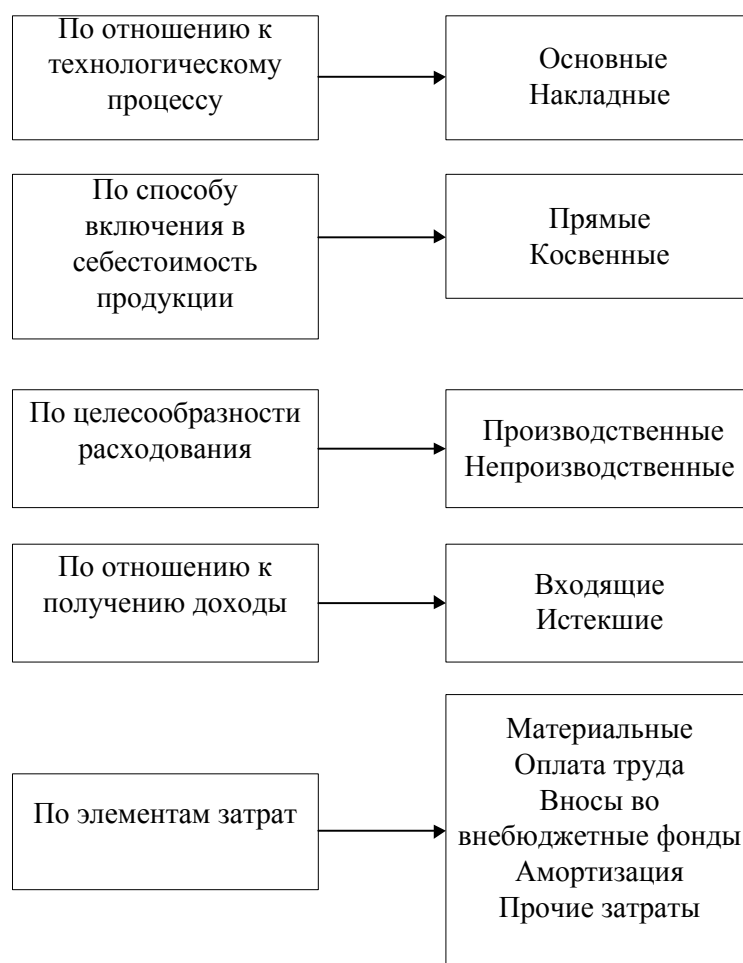 По отношению к
технологическому
процессу
Основные
Накладные
По способу
включения в
себестоимость
продукции
Прямые
Косвенные
По целесообразности
расходования
Производственные
Непроизводственные
По отношению к
получению доходы
Входящие
Истекшие
По элементам затрат
Материальные
Оплата труда
Вносы во
внебюджетные фонды
Амортизация
Прочие затраты